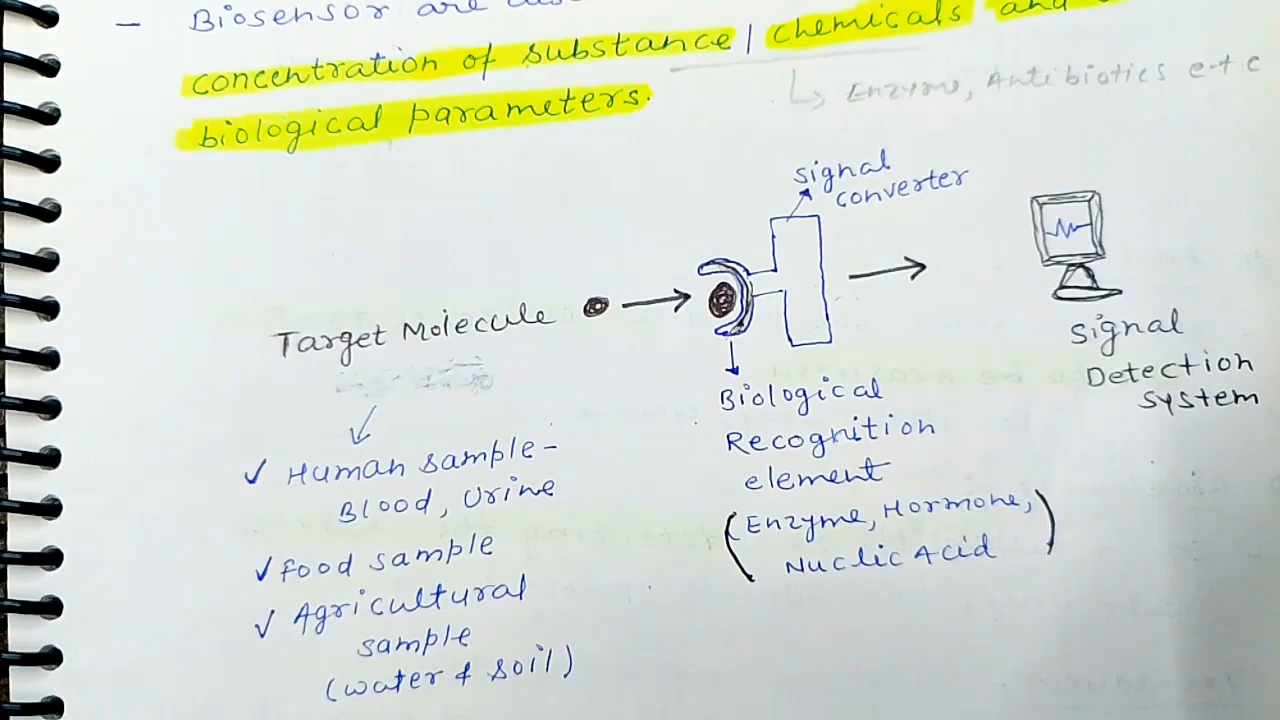 - Biosensor are
concentration of substance/ chemicals and
↳ Enzyme, Antibiotics etc
biological parameters.
signal
converter
Target Molecule
Signal
Detection
system
Biological
Recognition
element
(Enzyme, Hormone,
Nuclic Acid)
✓ Human sample-
Blood, Urine
✓ food sample
✓ Agricultural
sample
(water & soil)